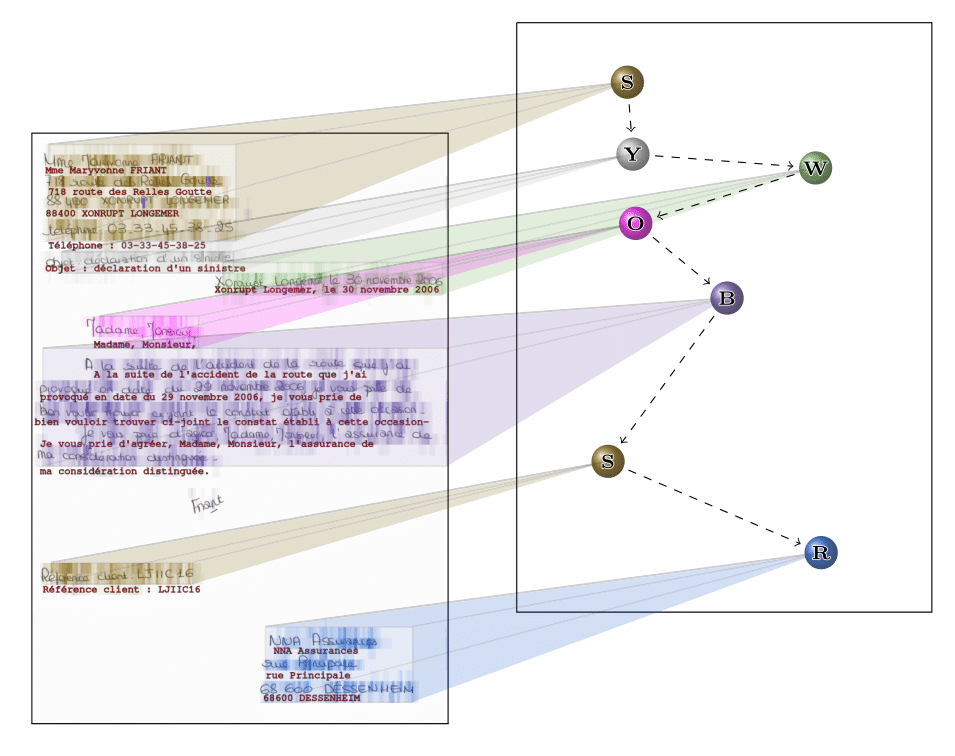 Mme Maryvonne FRIANT
Mme Maryvonne FRIANT
718 route des Relles Goutte
718 route des Relles Goutte
88400 XONRUPT LONGEMER
88400 XONRUPT LONGEMER
téléphone 03.33.45.38.25
Téléphone : 03-33-45-38-25
Objet déclaration d'un sinistre
Objet : déclaration d'un sinistre
Xonrupt Longemer, le 30 novembre 2006
Xonrupt Longemer, le 30 novembre 2006
Madame, Monsieur,
Madame, Monsieur,
A la suite de l'accident de la route que j'ai
A la suite de l'accident de la route que j'ai
provoqué en date du 29 novembre 2006, je vous prie de
provoqué en date du 29 novembre 2006, je vous prie de
bien vouloir trouver ci-joint le constat établi à cette occasion.
bien vouloir trouver ci-joint le constat établi à cette occasion-
Je vous prie d'agréer, Madame, Monsieur, l'assurance de
Je vous prie d'agréer, Madame, Monsieur, l'assurance de
ma considération distinguée.
ma considération distinguée.
Friant
Référence client : LJIIC16
Référence client : LJIIC16
NNA Assurances
NNA Assurances
rue Principale
rue Principale
68 600 DESSENHEIM
68600 DESSENHEIM
S
Y
W
O
B
S
R